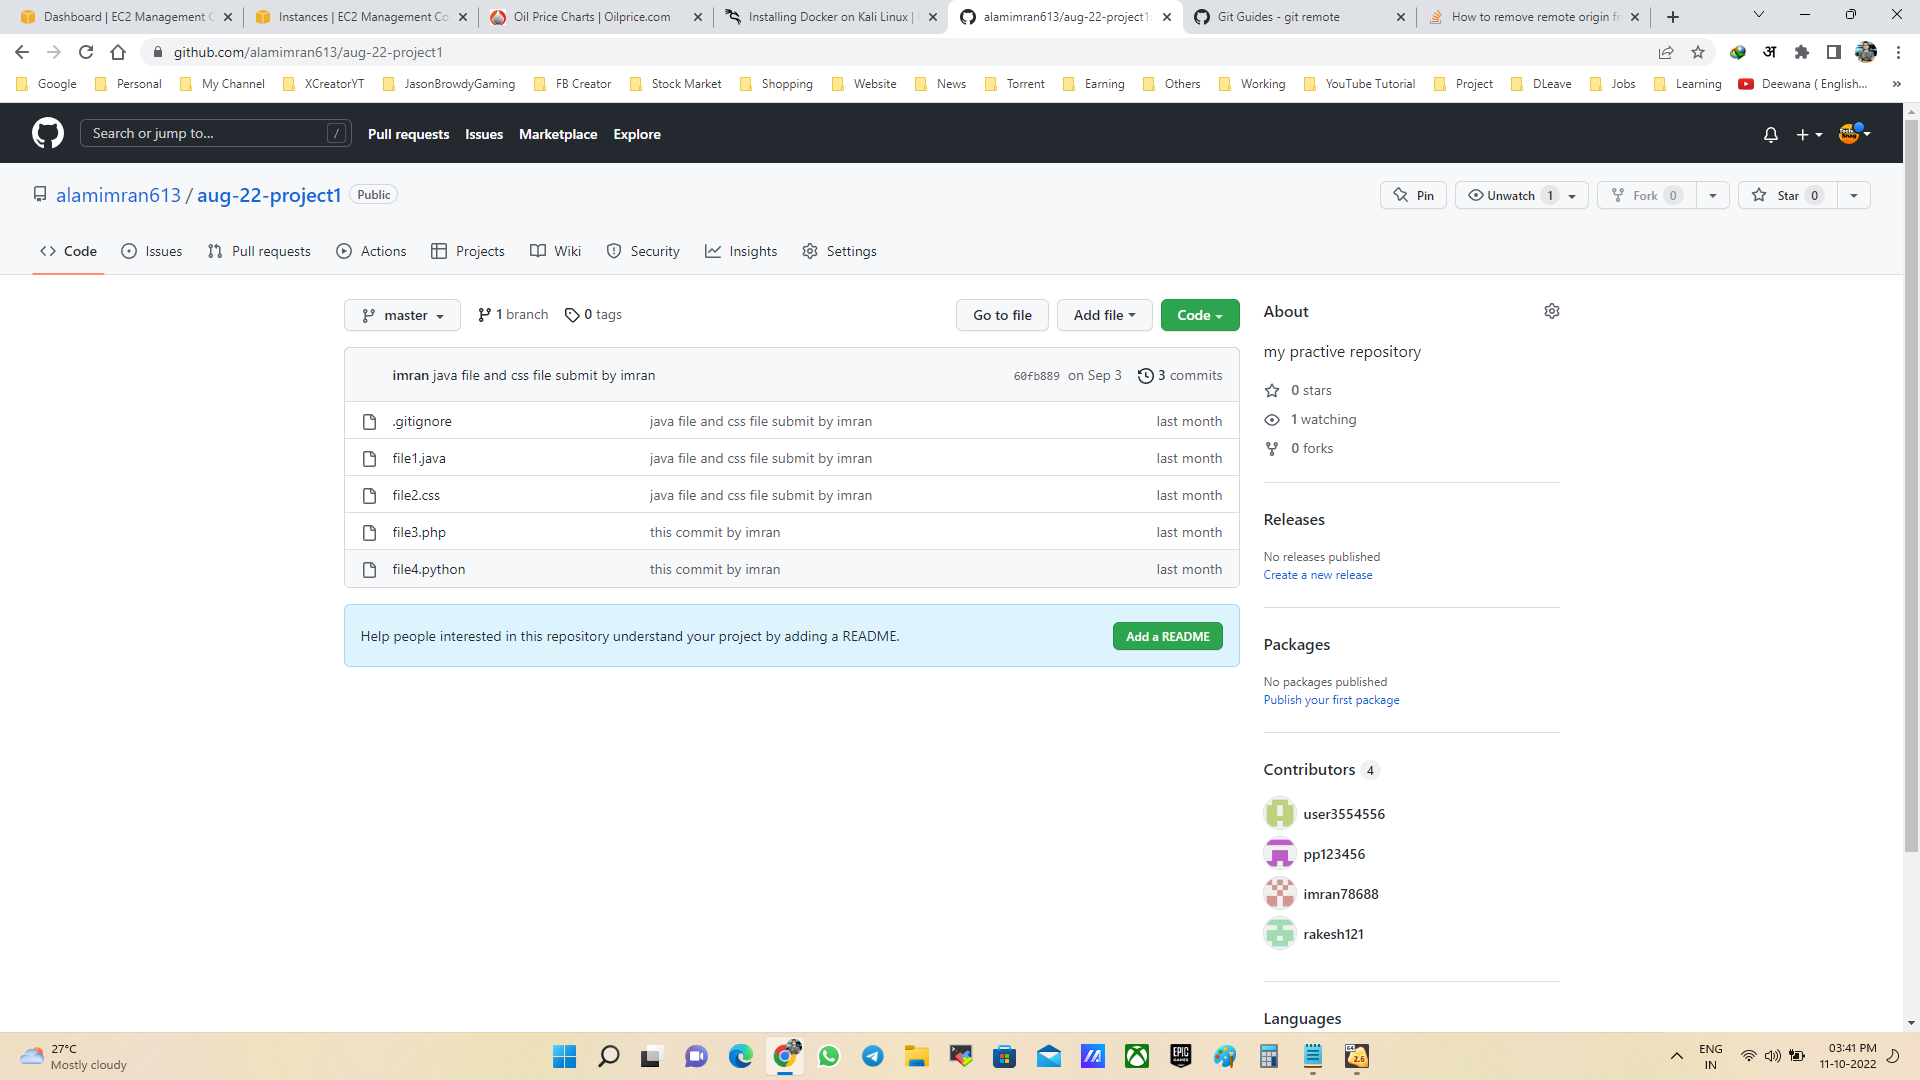 Dashboard | EC2 Management C
Instances | EC2 Management Co
Oil Price Charts | Oilprice.com
Installing Docker on Kali Linux |
alamimran613/aug-22-project1:
Git Guides - git remote
How to remove remote origin fr
github.com/alamimran613/aug-22-project1
अ
Google
Personal
My Channel
XCreatorYT
JasonBrowdyGaming
FB Creator
Stock Market
Shopping
Website
News
Torrent
Earning
Others
Working
YouTube Tutorial
Project
DLeave
Jobs
Learning
Deewana ( English...
»
Search or jump to...
/
Pull requests
Issues
Marketplace
Explore
alamimran613 / aug-22-project1
Public
Pin
Unwatch 1
Fork 0
Star 0
Code
Issues
Pull requests
Actions
Projects
Wiki
Security
Insights
Settings
master
1 branch
0 tags
Go to file
Add file
Code
imran java file and css file submit by imran
60fb889 on Sep 3
3 commits
.gitignore java file and css file submit by imran last month
file1.java java file and css file submit by imran last month
file2.css java file and css file submit by imran last month
file3.php this commit by imran last month
file4.python this commit by imran last month
Help people interested in this repository understand your project by adding a README.
Add a README
About
my practive repository
0 stars
1 watching
0 forks
Releases
No releases published
Create a new release
Packages
No packages published
Publish your first package
Contributors 4
user3554556
pp123456
imran78688
rakesh121
Languages
27°C
Mostly cloudy
EPIC
GAMES
64
2.6
ENG
IN
03:41 PM
11-10-2022